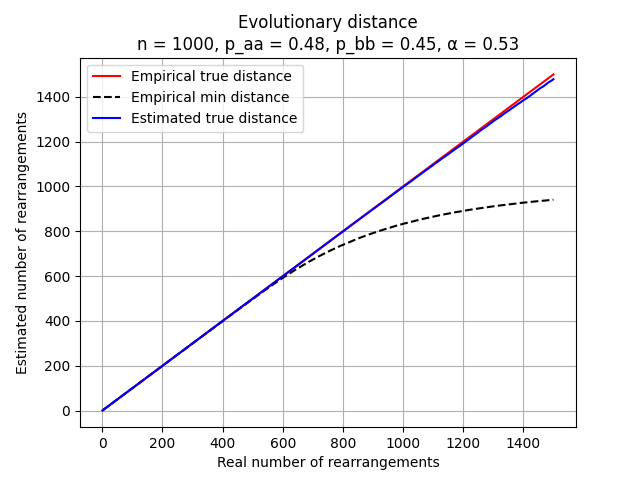 Evolutionary distance
n = 1000, p_aa = 0.48, p_bb = 0.45, α = 0.53
Empirical true distance
Empirical min distance
Estimated true distance
Estimated number of rearrangements
1400
1200
1000
800
600
400
200
0
0 200 400 600 800 1000 1200 1400
Real number of rearrangements